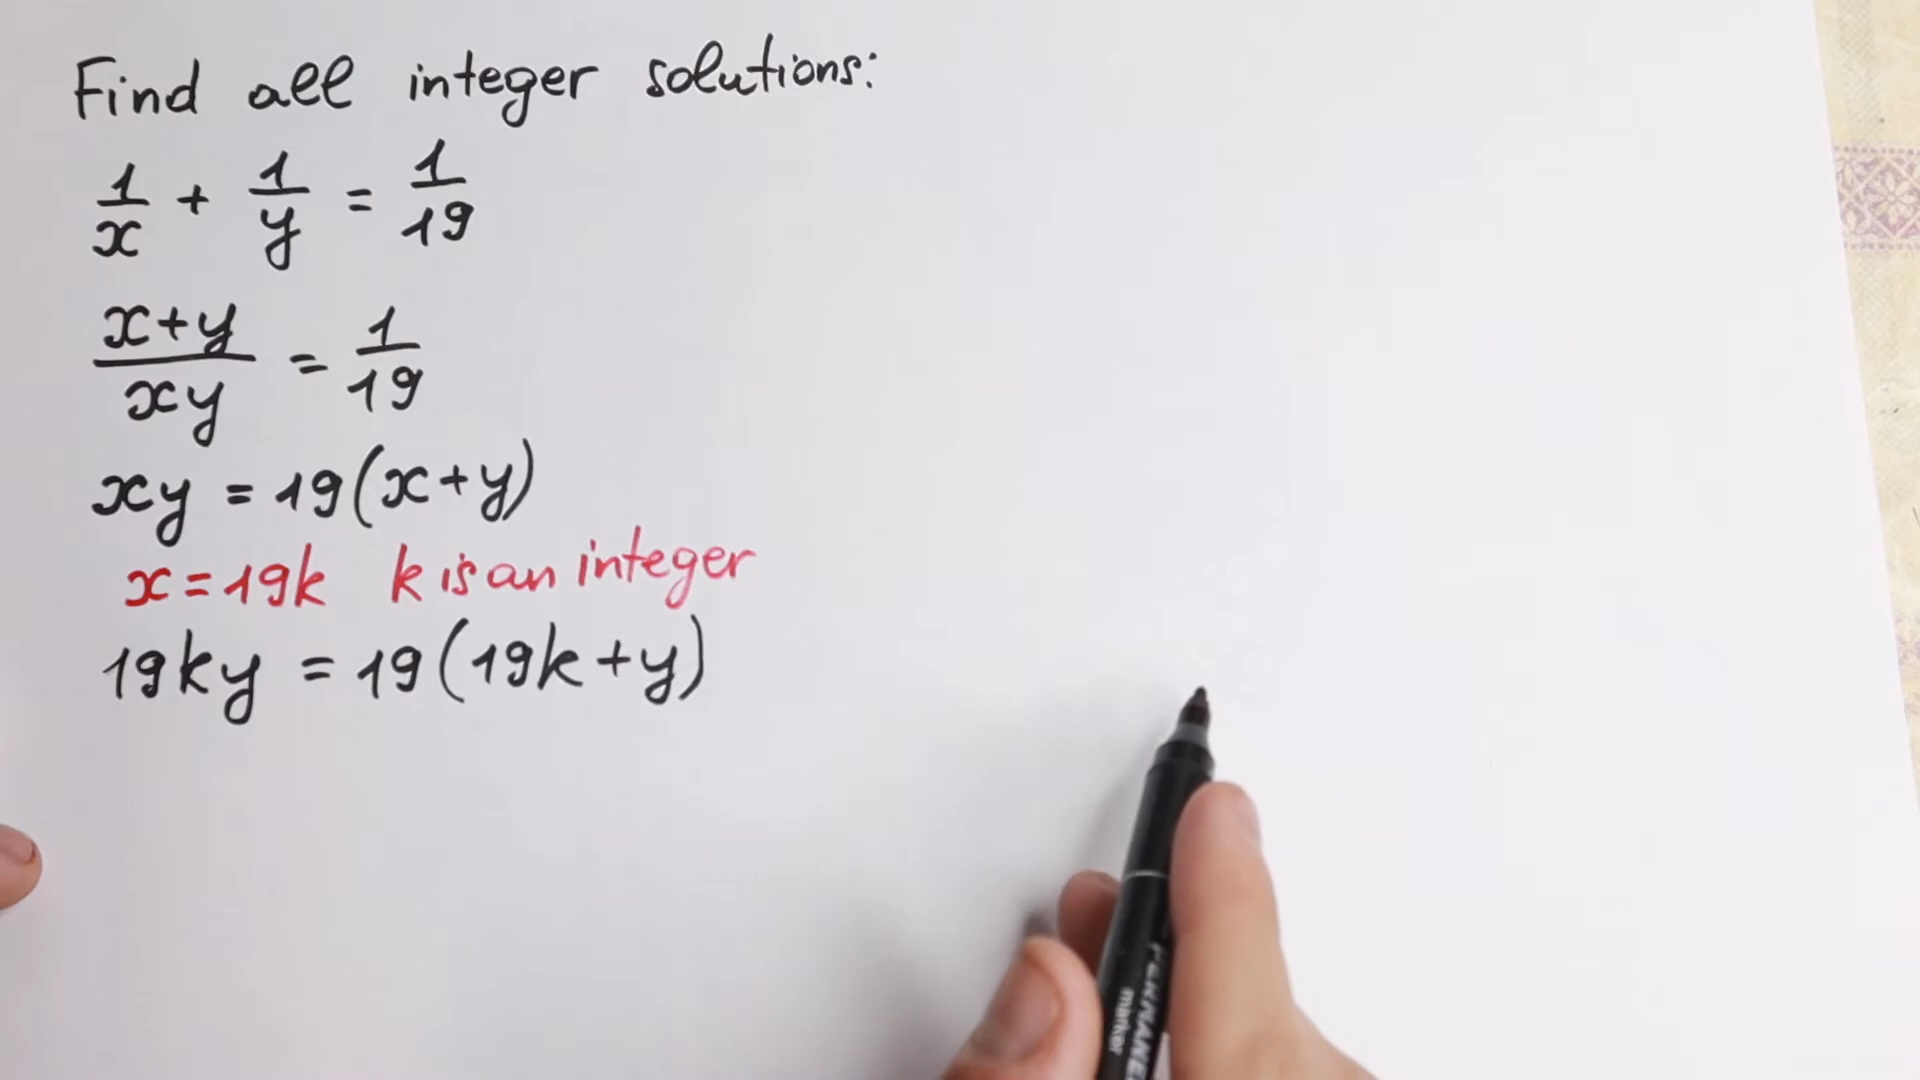 Find all integer solutions:
1/x + 1/y = 1/19
x+y/xy = 1/19
xy = 19(x+y)
x=19k k is an integer
19ky = 19(19k+y)
marker